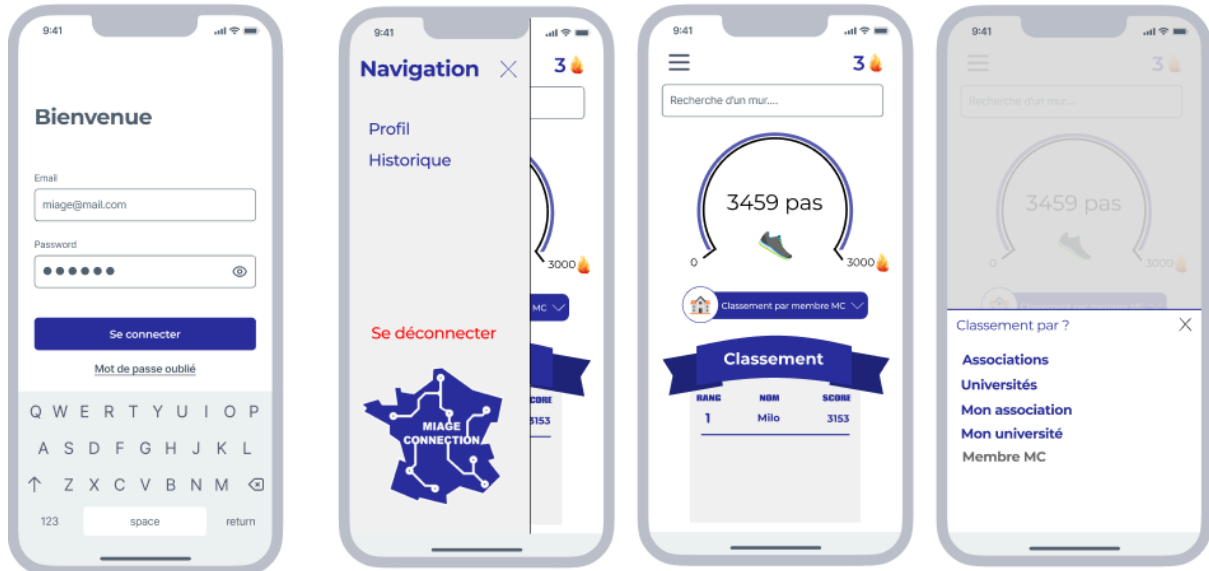 9:41
Bienvenue
Email
miage@mail.com
Password
Se connecter
Mot de passe oublié
Q W E R T Y U I O P
A S D F G H J K L
Z X C V B N M
123 space return
9:41
Navigation
3
Profil
Historique
3000
MC
Se déconnecter
MIAGE
CONNECTION
SCORE
3153
9:41
3
Recherche d'un mur....
3459 pas
0
3000
Classement par membre MC
Classement
RANG NOM SCORE
1 Milo 3153
9:41
3
Recherche d'un mur....
3459 pas
0
3000
Classement par membre MC
Classement par ?
Associations
Universités
Mon association
Mon université
Membre MC